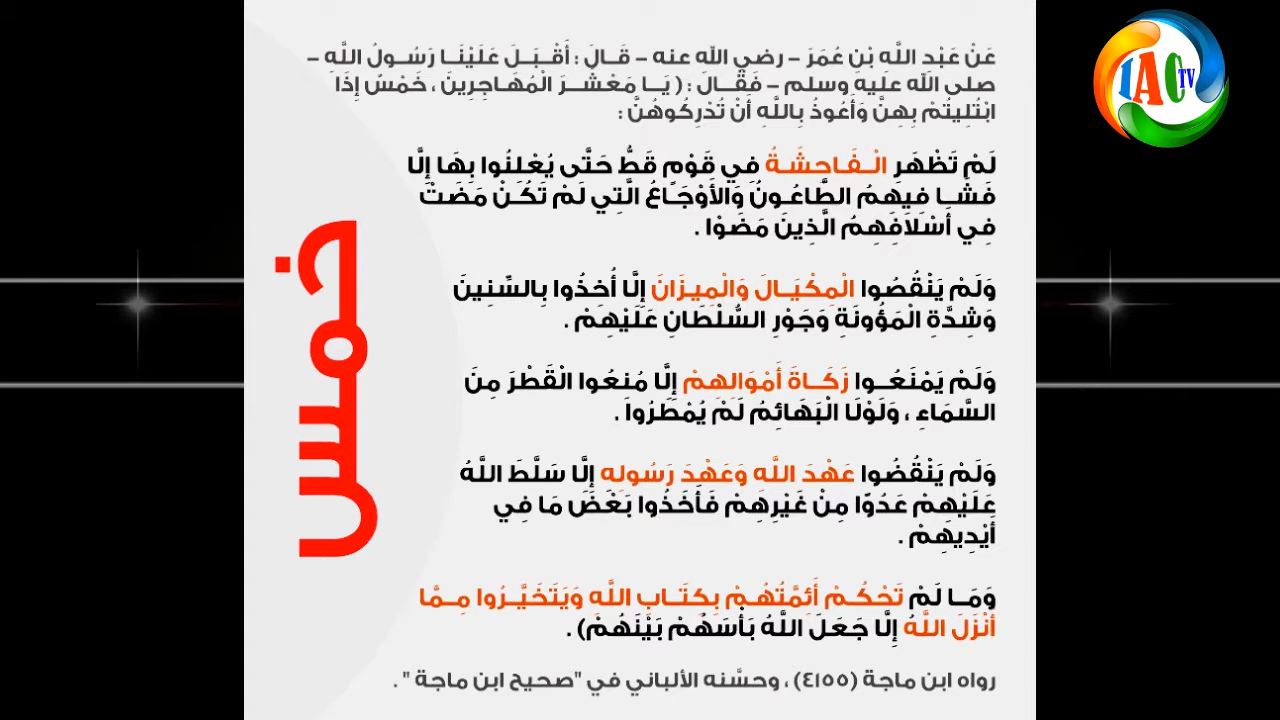 عَنْ عَبْدِ اللَّهِ بْنِ عُمَرَ - رضي الله عنه - قَالَ : أَقْبَلَ عَلَيْنَا رَسُولُ اللَّهِ -
صلى الله عليه وسلم - فَقَالَ : ( يَا مَعْشَرَ الْمُهَاجِرِينَ ، خَمْسٌ إِذَا
ابْتُلِيتُمْ بِهِنَّ وَأَعُوذُ بِاللَّهِ أَنْ تُدْرِكُوهُنَّ :
لَمْ تَظْهَرِ الْفَاحِشَةُ فِي قَوْمٍ قَطُّ حَتَّى يُعْلِنُوا بِهَا إِلَّا
فَشَا فِيهِمُ الطَّاعُونُ وَالأَوْجَاعُ الَّتِي لَمْ تَكُنْ مَضَتْ
فِي أَسْلَافِهِمُ الَّذِينَ مَضَوْا .
وَلَمْ يَنْقُصُوا الْمِكْيَالَ وَالْمِيزَانَ إِلَّا أُخِذُوا بِالسِّنِينَ
وَشِدَّةِ الْمَؤُونَةِ وَجَوْرِ السُّلْطَانِ عَلَيْهِمْ .
وَلَمْ يَمْنَعُوا زَكَاةَ أَمْوَالِهِمْ إِلَّا مُنِعُوا الْقَطْرَ مِنَ
السَّمَاءِ ، وَلَوْلَا الْبَهَائِمُ لَمْ يُمْطَرُوا .
وَلَمْ يَنْقُضُوا عَهْدَ اللَّهِ وَعَهْدَ رَسُولِهِ إِلَّا سَلَّطَ اللَّهُ
عَلَيْهِمْ عَدُوًّا مِنْ غَيْرِهِمْ فَأَخَذُوا بَعْضَ مَا فِي
أَيْدِيهِمْ .
وَمَا لَمْ تَحْكُمْ أَئِمَّتُهُمْ بِكِتَابِ اللَّهِ وَيَتَخَيَّرُوا مِمَّا
أَنْزَلَ اللَّهُ إِلَّا جَعَلَ اللَّهُ بَأْسَهُمْ بَيْنَهُمْ) .
رواه ابن ماجة (٤١٥٥) ، وحسَّنه الألباني في "صحيح ابن ماجة " .
خمس
IAC TV